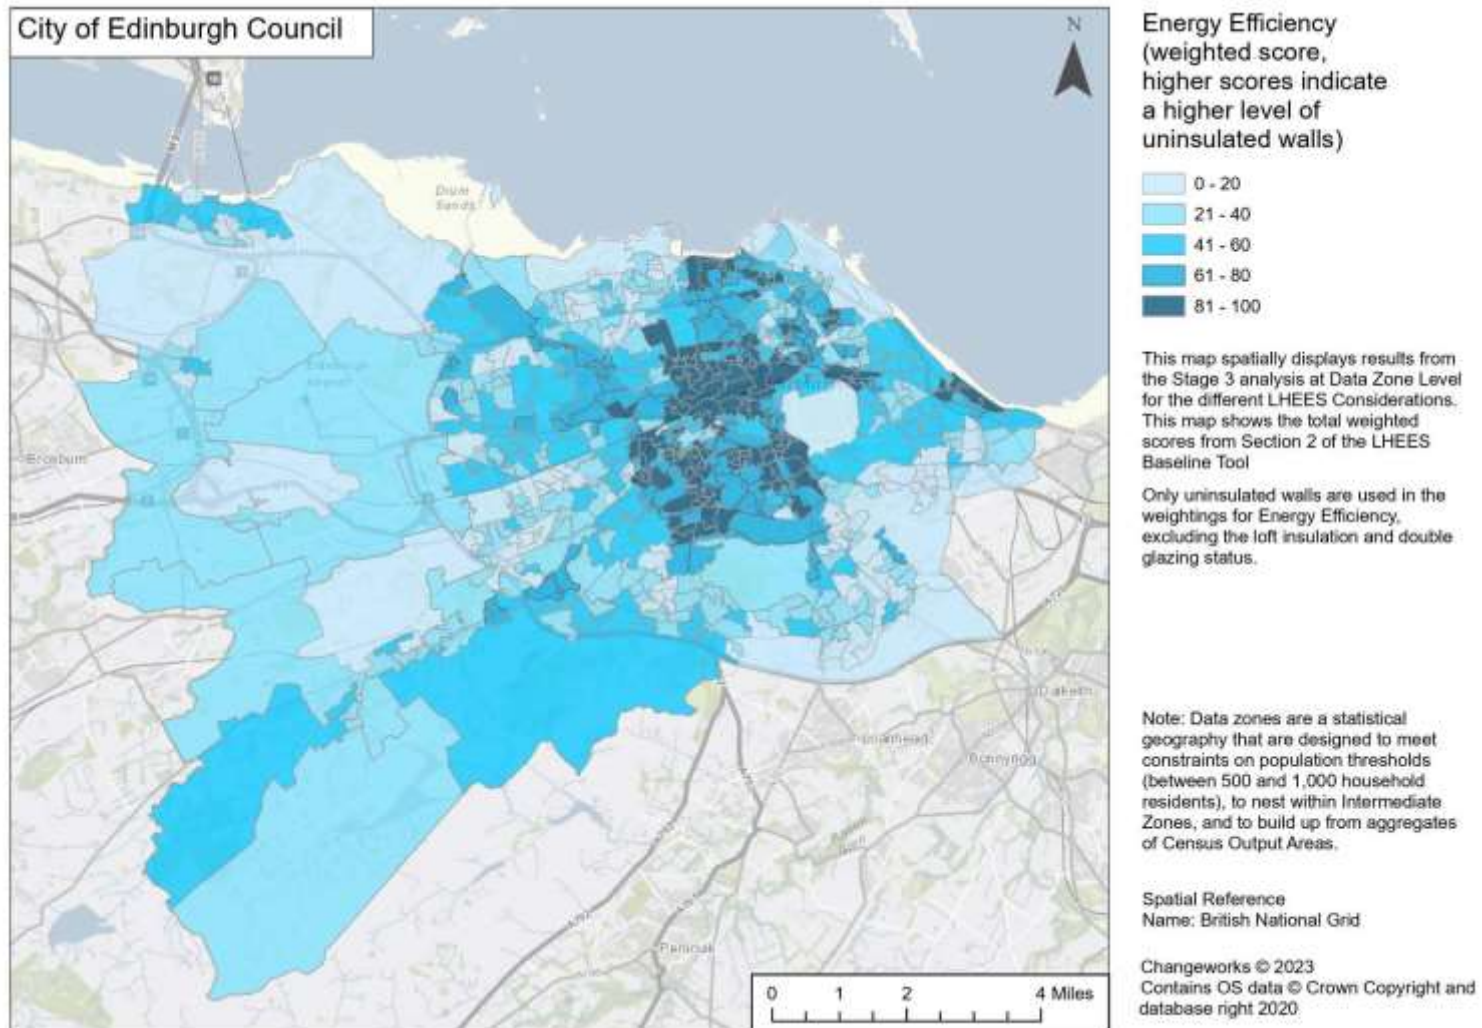 City of Edinburgh Council
N
Drum
Sands
Broxburn
Dalkeith
Bonnyrigg
Penicuik
0 1 2 4 Miles
Energy Efficiency
(weighted score,
higher scores indicate
a higher level of
uninsulated walls)
0 - 20
21 - 40
41 - 60
61 - 80
81 - 100
This map spatially displays results from
the Stage 3 analysis at Data Zone Level
for the different LHEES Considerations.
This map shows the total weighted
scores from Section 2 of the LHEES
Baseline Tool
Only uninsulated walls are used in the
weightings for Energy Efficiency,
excluding the loft insulation and double
glazing status.
Note: Data zones are a statistical
geography that are designed to meet
constraints on population thresholds
(between 500 and 1,000 household
residents), to nest within Intermediate
Zones, and to build up from aggregates
of Census Output Areas.
Spatial Reference
Name: British National Grid
Changeworks © 2023
Contains OS data © Crown Copyright and
database right 2020